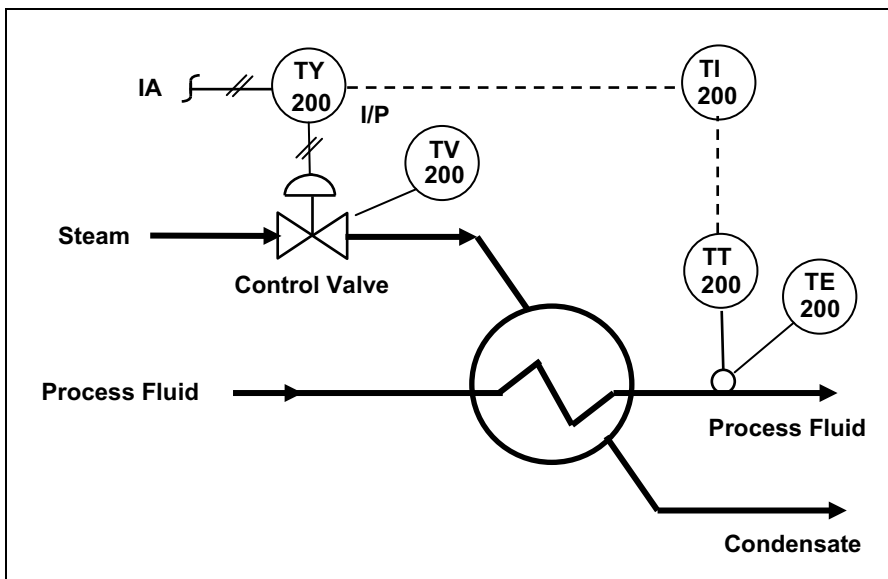 TY
200
TI
200
IA
I/P
TV
200
Steam
Control Valve
TT
200
TE
200
Process Fluid
Process Fluid
Condensate